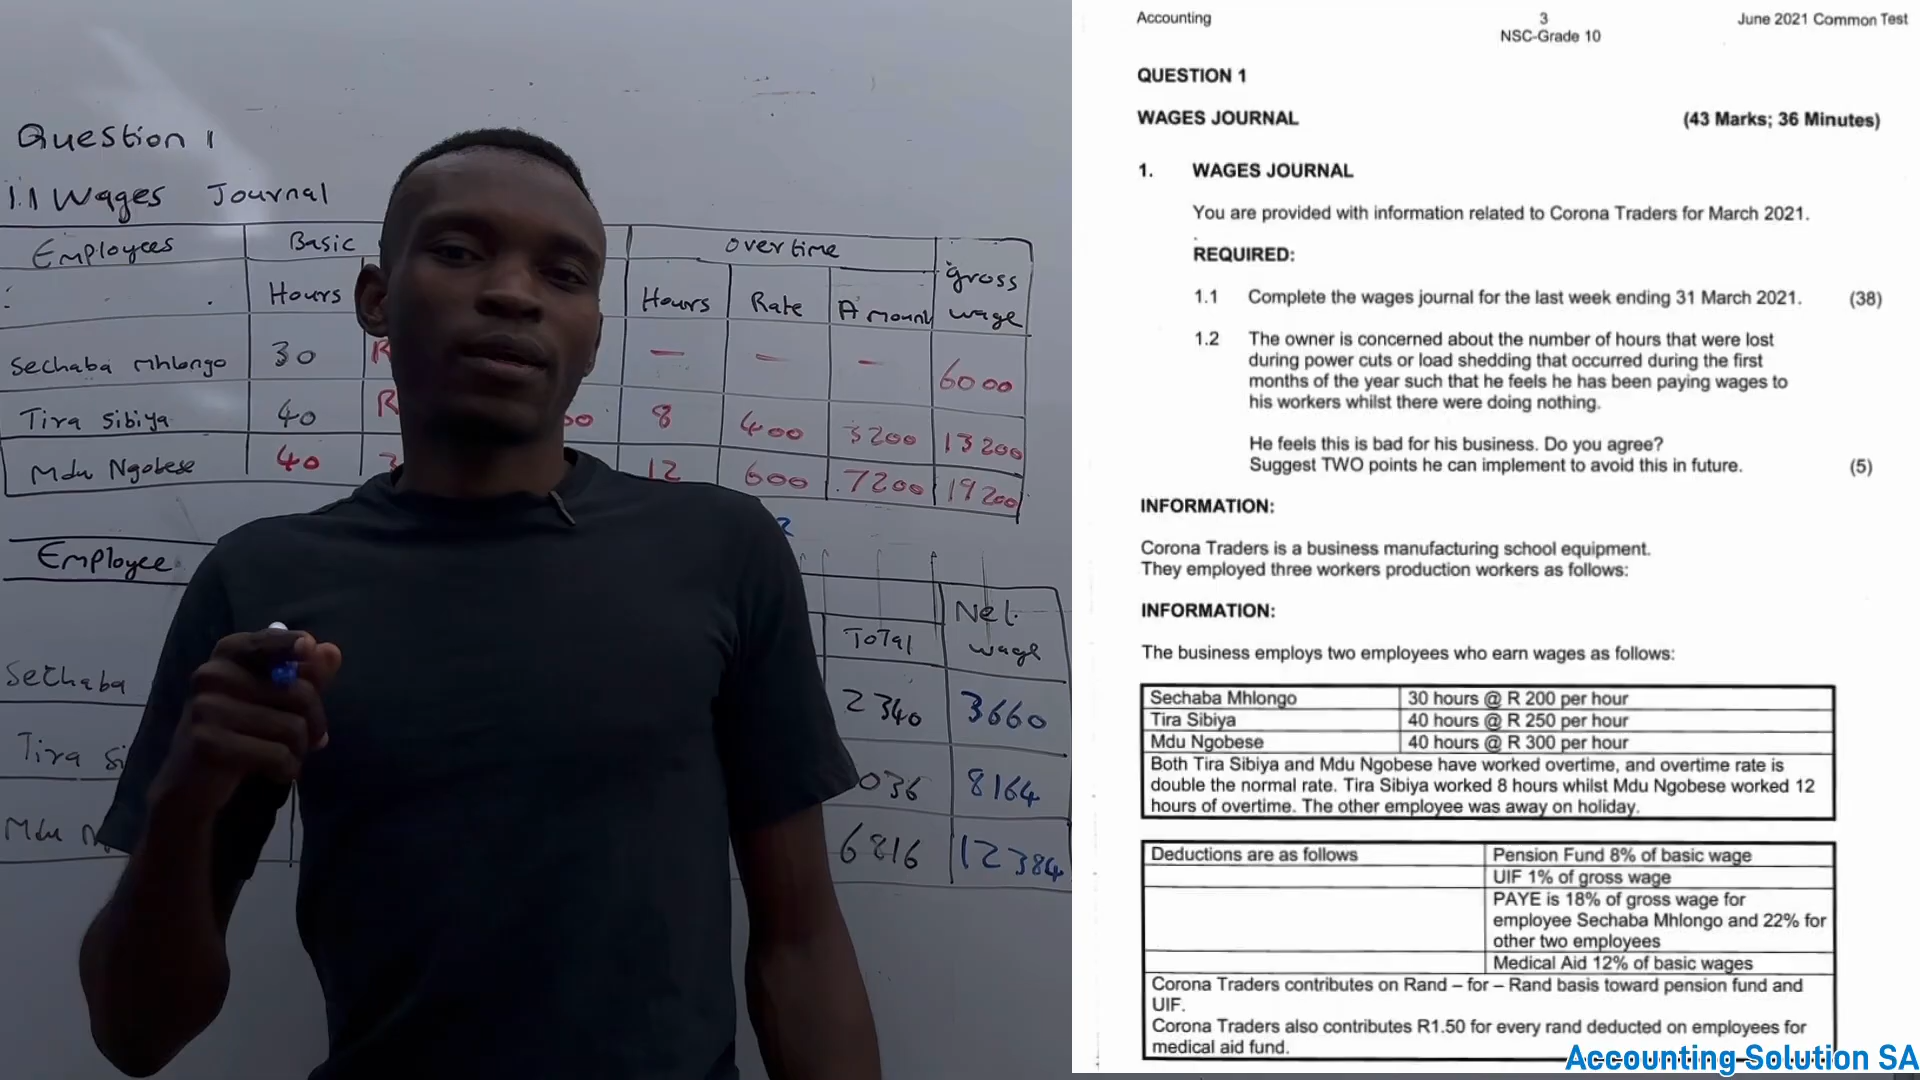 Question 1
1.1 Wages Journal
Employees Basic overtime gross wage
Hours Hours Rate Amount
Sechaba Mhlongo 30 R - - - 6000
Tira Sibiya 40 R 8 400 3200 13200
Mdu Ngobese 40 3 12 600 7200 19200
Employee Net wage
Total
Sechaba 2340 3660
Tira Si 036 8164
Mdu 6816 12384
Accounting 3 June 2021 Common Test
NSC-Grade 10
QUESTION 1
WAGES JOURNAL (43 Marks; 36 Minutes)
1. WAGES JOURNAL
You are provided with information related to Corona Traders for March 2021.
REQUIRED:
1.1 Complete the wages journal for the last week ending 31 March 2021. (38)
1.2 The owner is concerned about the number of hours that were lost
during power cuts or load shedding that occurred during the first
months of the year such that he feels he has been paying wages to
his workers whilst there were doing nothing.
He feels this is bad for his business. Do you agree?
Suggest TWO points he can implement to avoid this in future. (5)
INFORMATION:
Corona Traders is a business manufacturing school equipment.
They employed three workers production workers as follows:
INFORMATION:
The business employs two employees who earn wages as follows:
Sechaba Mhlongo 30 hours @ R 200 per hour
Tira Sibiya 40 hours @ R 250 per hour
Mdu Ngobese 40 hours @ R 300 per hour
Both Tira Sibiya and Mdu Ngobese have worked overtime, and overtime rate is
double the normal rate. Tira Sibiya worked 8 hours whilst Mdu Ngobese worked 12
hours of overtime. The other employee was away on holiday.
Deductions are as follows Pension Fund 8% of basic wage
UIF 1% of gross wage
PAYE is 18% of gross wage for
employee Sechaba Mhlongo and 22% for
other two employees
Medical Aid 12% of basic wages
Corona Traders contributes on Rand – for – Rand basis toward pension fund and
UIF.
Corona Traders also contributes R1.50 for every rand deducted on employees for
medical aid fund.
Accounting Solution SA